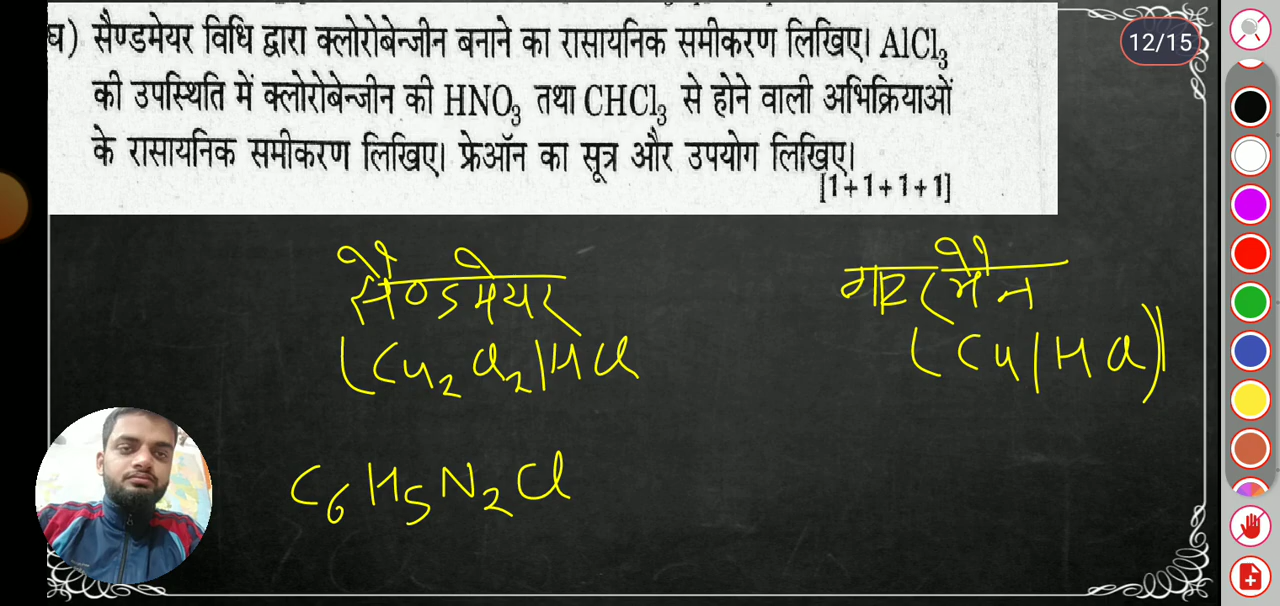 घ) सैण्डमेयर विधि द्वारा क्लोरोबेन्जीन बनाने का रासायनिक समीकरण लिखिए। AlCl₃
की उपस्थिति में क्लोरोबेन्जीन की HNO₃ तथा CHCl₃ से होने वाली अभिक्रियाओं
के रासायनिक समीकरण लिखिए। फ्रेऑन का सूत्र और उपयोग लिखिए।
[1+1+1+1]
12/15
सैण्डमेयर
(Cu₂Cl₂|HCl
गाटरमैन
(Cu|HCl)
C₆H₅N₂Cl